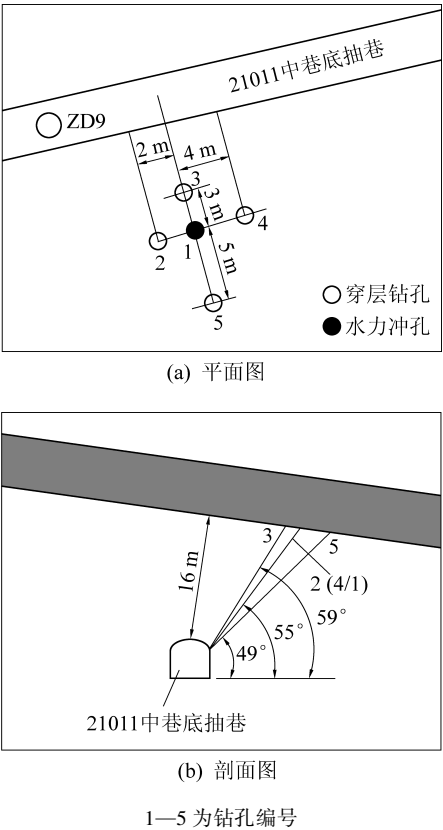 21011中巷底抽巷
ZD9
2 m
4 m
3
3 m
4
2
1
5 m
5
穿层钻孔
水力冲孔
(a) 平面图
3
5
16 m
2 (4/1)
59°
55°
49°
21011中巷底抽巷
(b) 剖面图
1—5 为钻孔编号